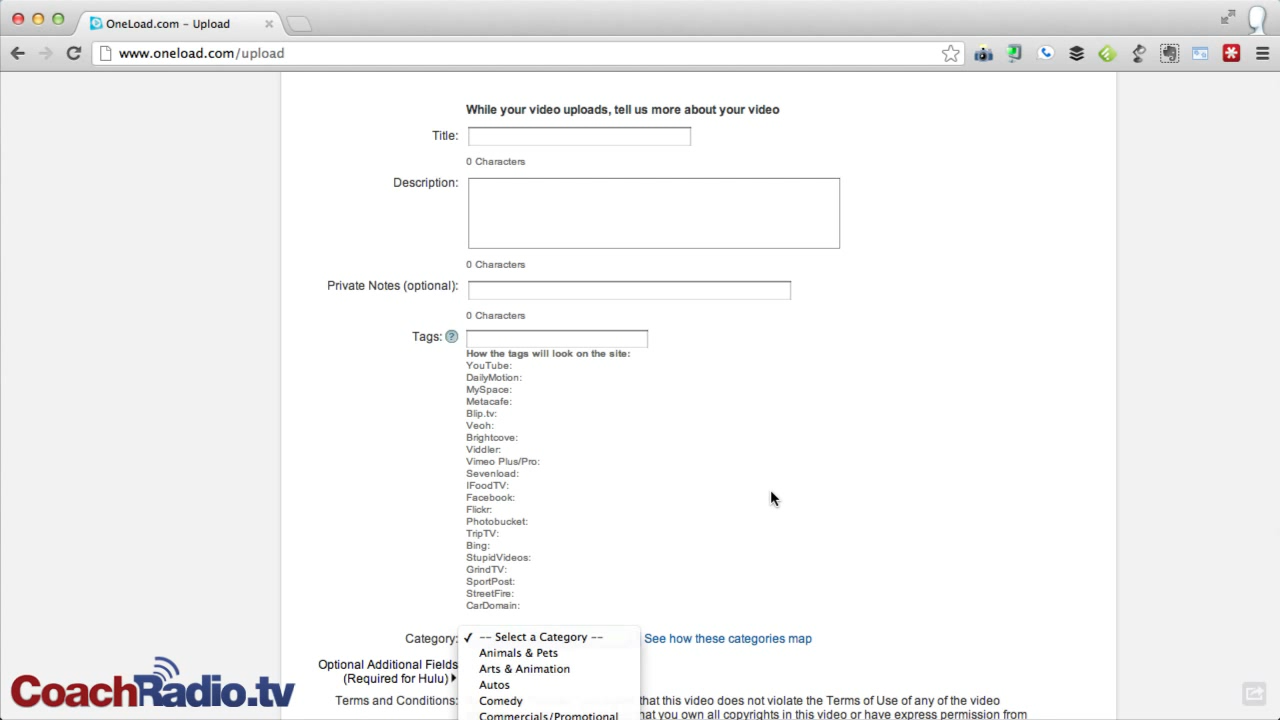 OneLoad.com – Upload
www.oneload.com/upload
While your video uploads, tell us more about your video
Title:
0 Characters
Description:
0 Characters
Private Notes (optional):
0 Characters
Tags: ?
How the tags will look on the site:
YouTube:
DailyMotion:
MySpace:
Metacafe:
Blip.tv:
Veoh:
Brightcove:
Viddler:
Vimeo Plus/Pro:
Sevenload:
IFoodTV:
Facebook:
Flickr:
Photobucket:
TripTV:
Bing:
StupidVideos:
GrindTV:
SportPost:
StreetFire:
CarDomain:
Category: ✓ -- Select a Category -- See how these categories map
Animals & Pets
Optional Additional Fields Arts & Animation
(Required for Hulu) Autos
Terms and Conditions: Comedy that this video does not violate the Terms of Use of any of the video
Commercials/Promotional that you own all copyrights in this video or have express permission from
CoachRadio.tv